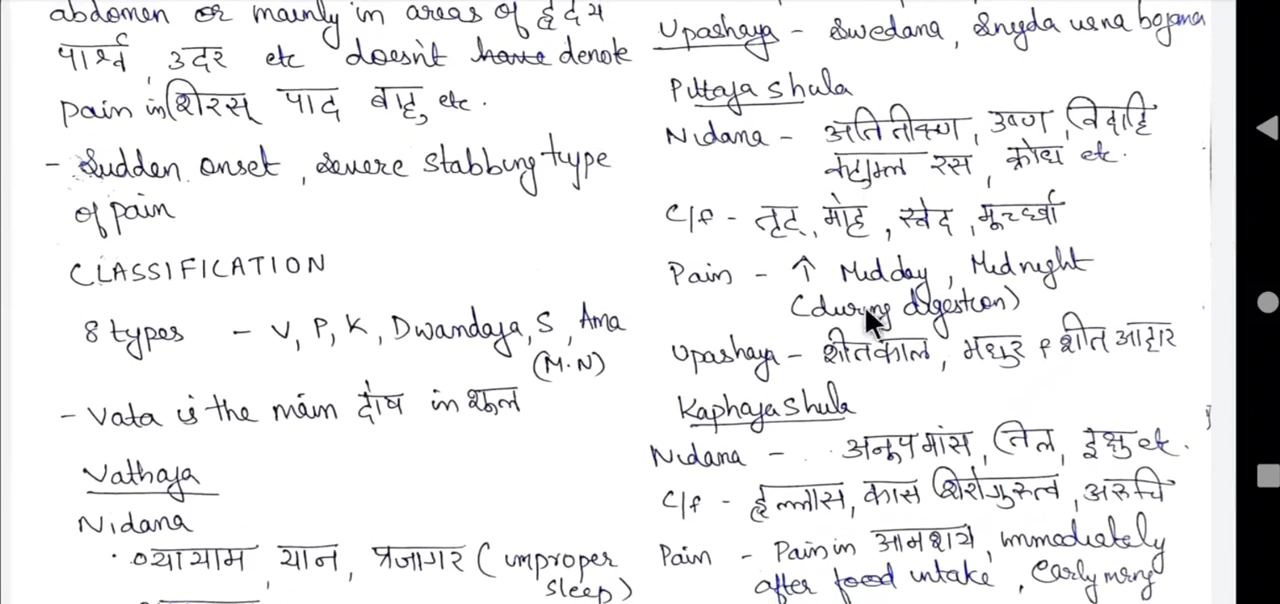 abdomen or mainly in areas of हृदय
पार्श्व, उदर etc doesn't have denote
pain in शिरस् पाद बाहु, etc.
- Sudden onset, severe stabbing type
of pain
CLASSIFICATION
8 types - V, P, K, Dwandaja, S, Ama
(M.N)
- Vata is the main दोष in शूल
Vathaja
Nidana
· व्यायाम, यान, प्रजागर (improper
sleep)
Upashaya - Swedana, Snigda usna bojana
Pittaja shula
Nidana - अति तीक्ष्ण, उष्ण, विदाहि
कट्वम्ल रस, क्रोध etc.
C/f - तृट्, मोह, स्वेद, मूर्च्छा
Pain - ↑ Midday, Midnight
(during digestion)
Upashaya - शीतकाल, मधुर શીત आहार
Kaphaja shula
Nidana - अनूप मांस, तिल, इक्षु etc.
C/f - हृल्लास, कास शिरोगुरुत्व, अरुचि
Pain - Pain in आमाशय, immediately
after food intake, early mrng